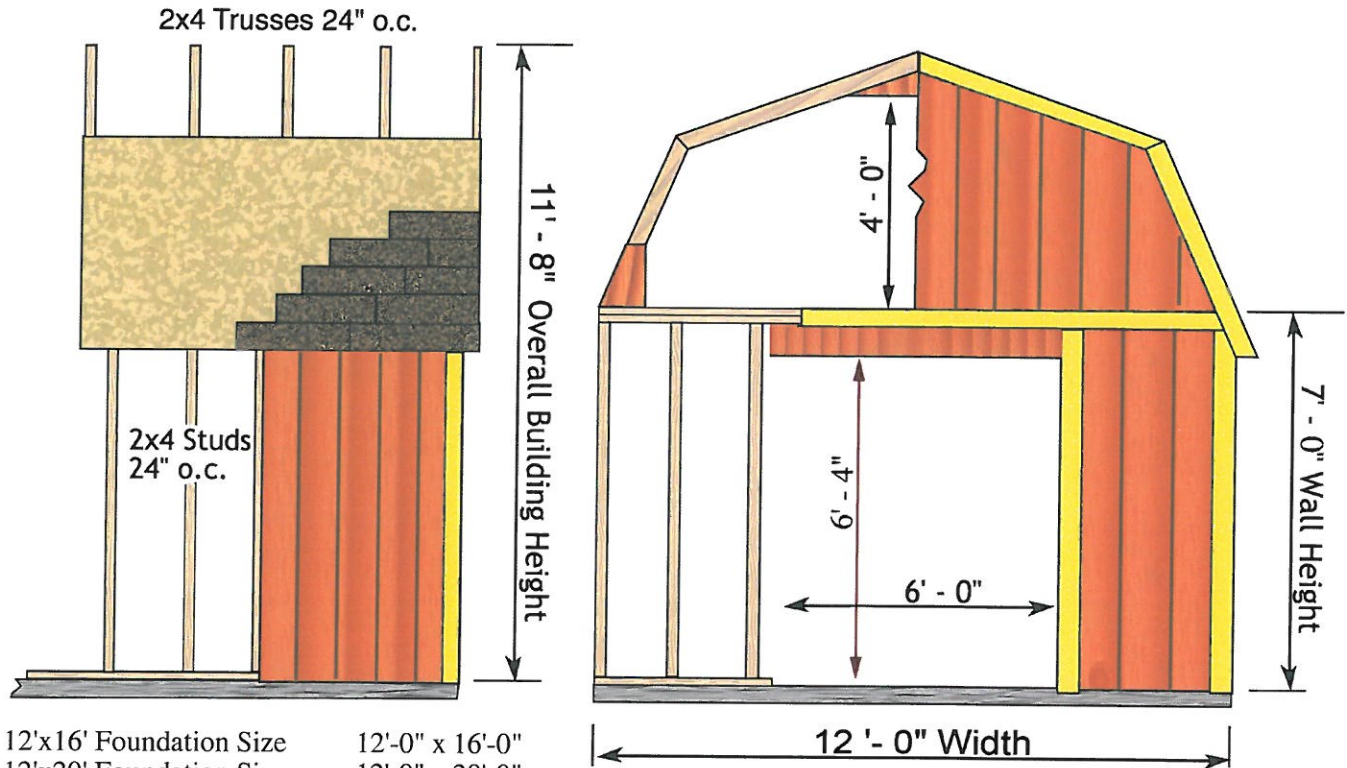 2x4 Trusses 24" o.c.
11' - 8" Overall Building Height
2x4 Studs
24" o.c.
4' - 0"
6' - 4"
6' - 0"
7' - 0" Wall Height
12 '- 0" Width
12'x16' Foundation Size 12'-0" x 16'-0"